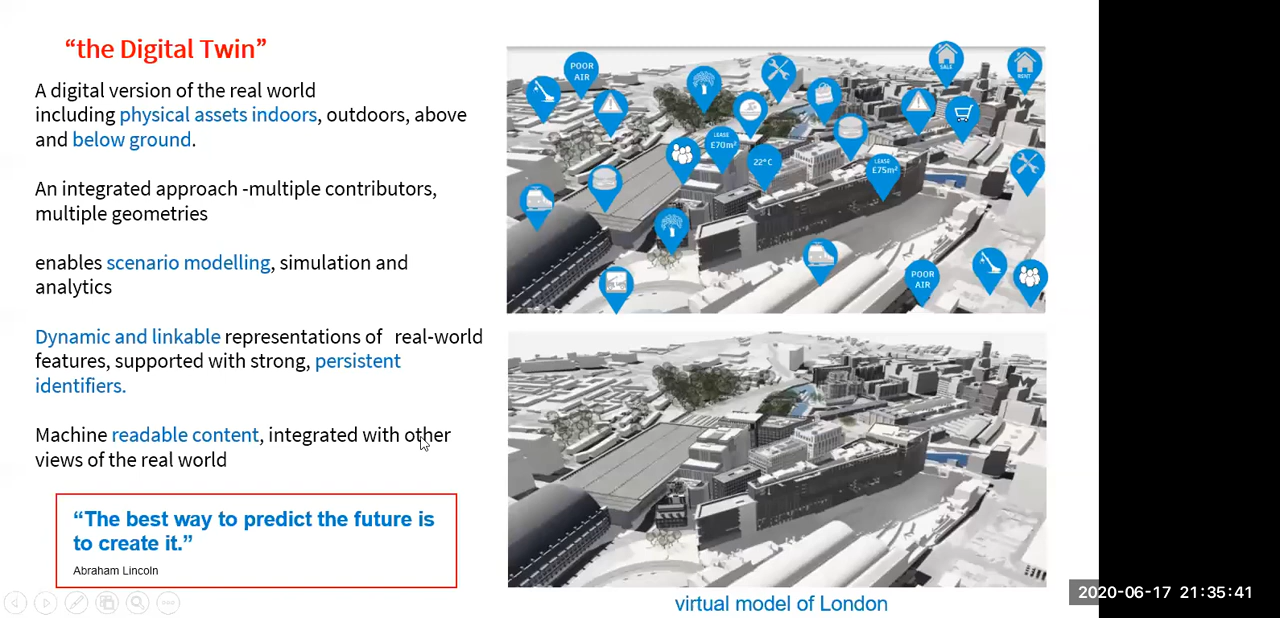 “the Digital Twin”
A digital version of the real world
including physical assets indoors, outdoors, above
and below ground.
An integrated approach -multiple contributors,
multiple geometries
enables scenario modelling, simulation and
analytics
Dynamic and linkable representations of real-world
features, supported with strong, persistent
identifiers.
Machine readable content, integrated with other
views of the real world
“The best way to predict the future is
to create it.”
Abraham Lincoln
POOR
AIR
SALE
RENT
LEASE
£70m²
22°C
LEASE
£75m²
POOR
AIR
virtual model of London
2020-06-17 21:35:41